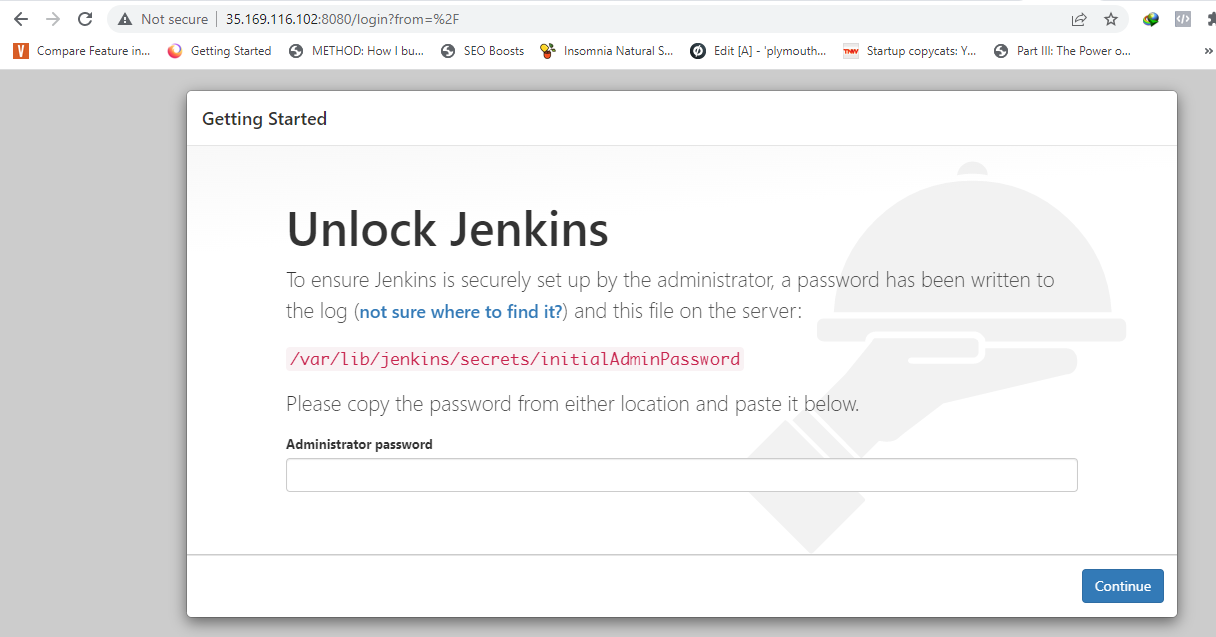 Not secure 35.169.116.102:8080/login?from=%2F
V Compare Feature in... Getting Started METHOD: How I bu... SEO Boosts Insomnia Natural S... Edit [A] - 'plymouth... TNW Startup copycats: Y... Part III: The Power o... »
Getting Started
Unlock Jenkins
To ensure Jenkins is securely set up by the administrator, a password has been written to
the log (not sure where to find it?) and this file on the server:
/var/lib/jenkins/secrets/initialAdminPassword
Please copy the password from either location and paste it below.
Administrator password
Continue